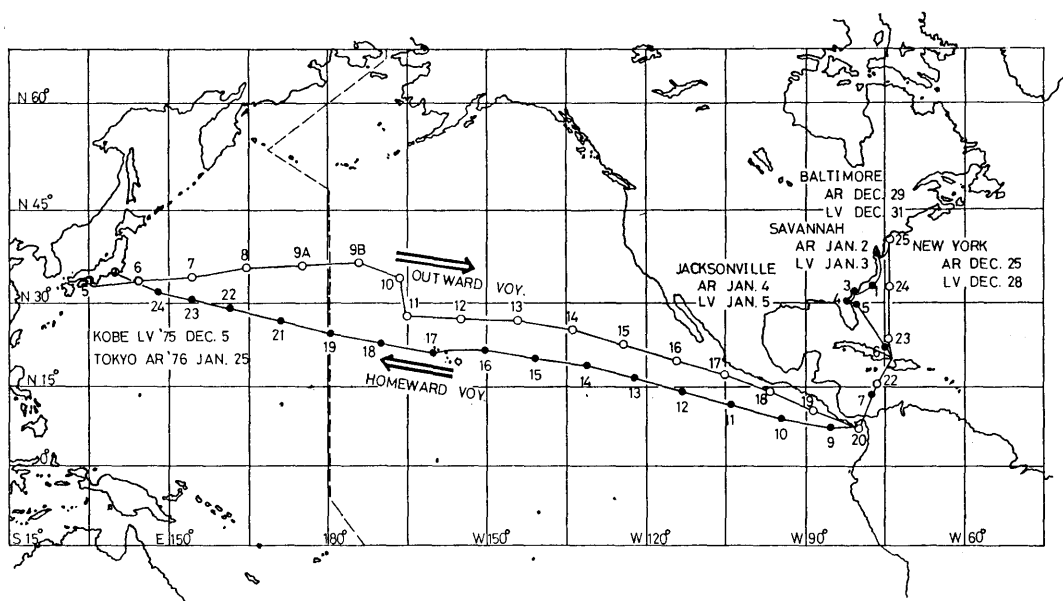 N 60°
N 45°
N 30°
N 15°
0°
S 15°
E 150°
180°
W 150°
W 120°
W 90°
W 60°
BALTIMORE
AR DEC. 29
LV DEC. 31
SAVANNAH
AR JAN. 2
LV JAN. 3
JACKSONVILLE
AR JAN. 4
LV JAN. 5
NEW YORK
AR DEC. 25
LV DEC. 28
OUTWARD VOY.
HOMEWARD VOY.
KOBE LV '75 DEC. 5
TOKYO AR '76 JAN. 25
5
6
7
8
9A
9B
10
11
12
13
14
15
16
17
18
19
20
22
23
24
25
1
3
5
6
7
9
10
11
12
13
14
15
16
17
18
19
21
22
23
24